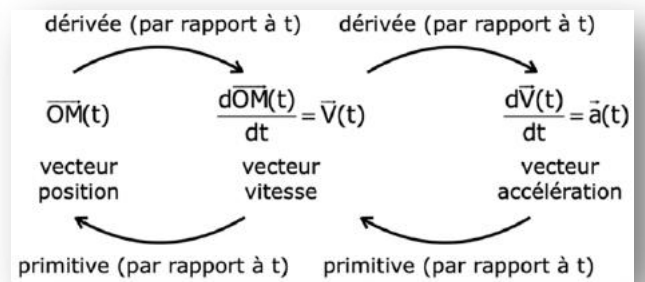 dérivée (par rapport à t) dérivée (par rapport à t)
OM⃗(t) dOM⃗(t)/dt = V⃗(t) dV⃗(t)/dt = a⃗(t)
vecteur vecteur vecteur
position vitesse accélération
primitive (par rapport à t) primitive (par rapport à t)